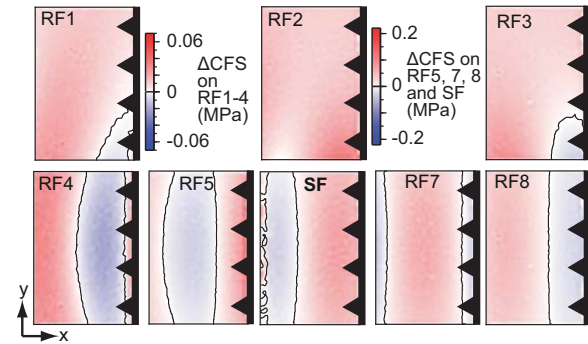 RF1
0.06
ΔCFS
on
RF1-4
(MPa)
0
-0.06
RF2
0.2
ΔCFS on
RF5, 7, 8
and SF
(MPa)
0
-0.2
RF3
RF4
RF5
SF
RF7
RF8
y
x